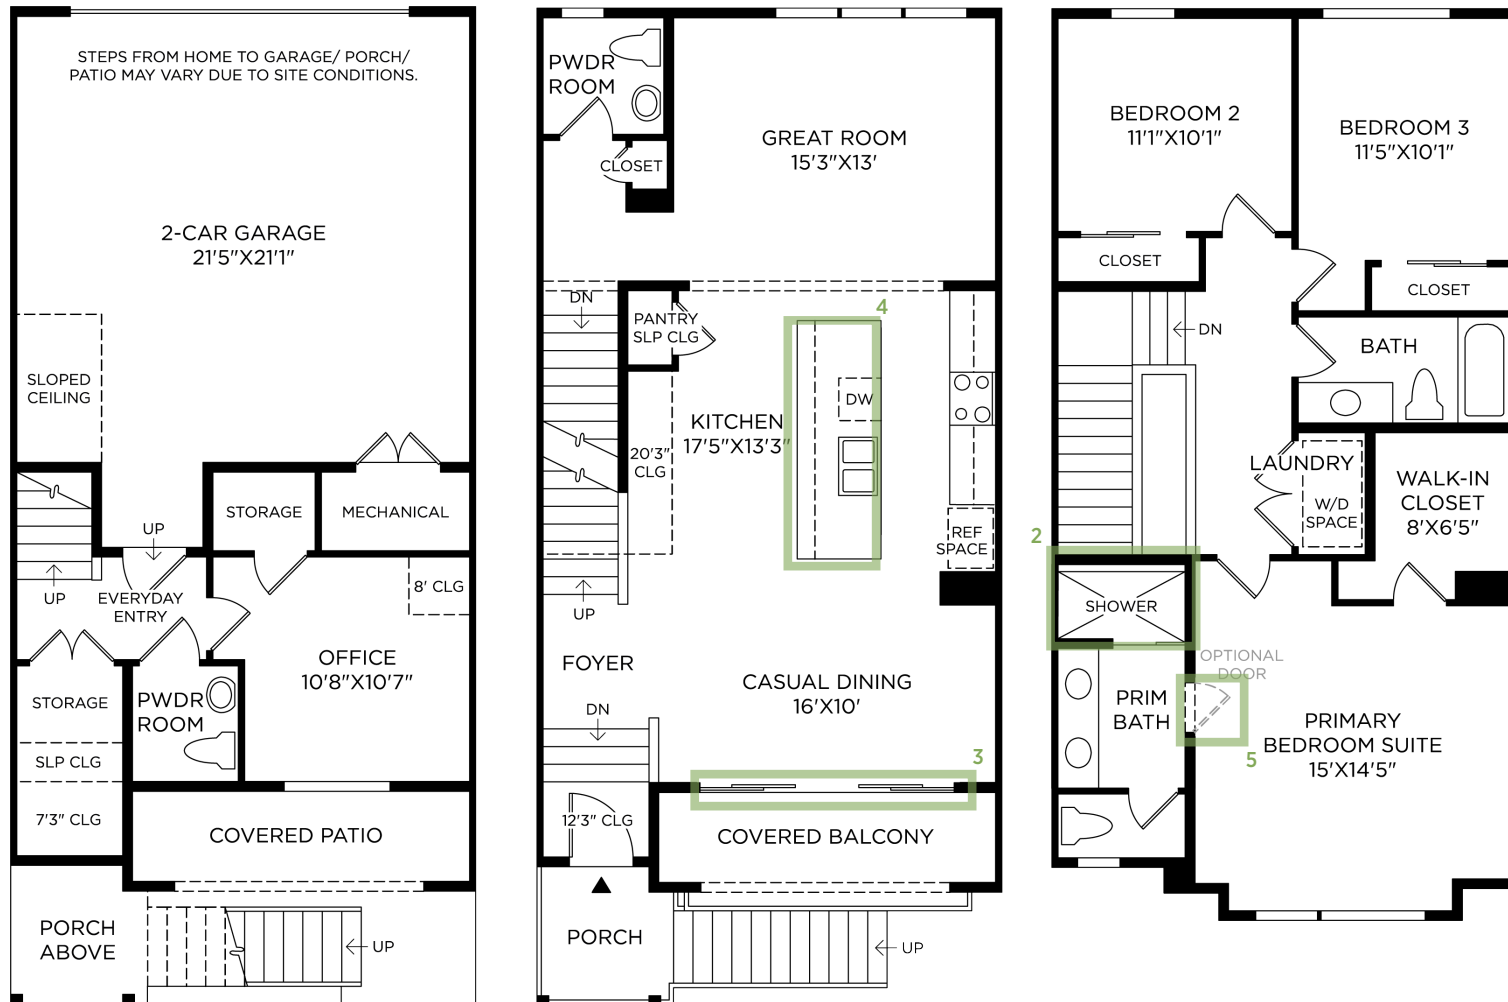 STEPS FROM HOME TO GARAGE/ PORCH/
PATIO MAY VARY DUE TO SITE CONDITIONS.
2-CAR GARAGE
21'5"X21'1"
SLOPED
CEILING
STORAGE
MECHANICAL
UP
UP
EVERYDAY
ENTRY
8' CLG
OFFICE
10'8"X10'7"
STORAGE
PWDR
ROOM
SLP CLG
7'3" CLG
COVERED PATIO
PORCH
ABOVE
UP
PWDR
ROOM
CLOSET
GREAT ROOM
15'3"X13'
DN
PANTRY
SLP CLG
4
DW
KITCHEN
17'5"X13'3"
20'3"
CLG
REF
SPACE
UP
FOYER
CASUAL DINING
16'X10'
DN
3
12'3" CLG
COVERED BALCONY
PORCH
UP
BEDROOM 2
11'1"X10'1"
BEDROOM 3
11'5"X10'1"
CLOSET
CLOSET
DN
BATH
LAUNDRY
W/D
SPACE
WALK-IN
CLOSET
8'X6'5"
2
SHOWER
OPTIONAL
DOOR
PRIM
BATH
5
PRIMARY
BEDROOM SUITE
15'X14'5"